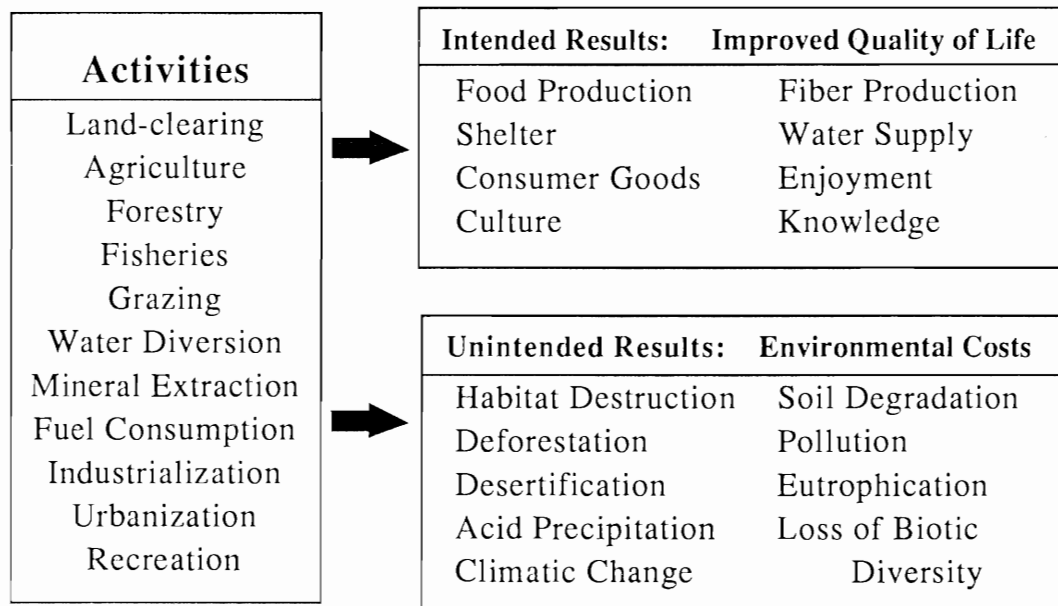 Activities
Land-clearing
Agriculture
Forestry
Fisheries
Grazing
Water Diversion
Mineral Extraction
Fuel Consumption
Industrialization
Urbanization
Recreation
Intended Results: Improved Quality of Life
Food Production Fiber Production
Shelter Water Supply
Consumer Goods Enjoyment
Culture Knowledge
Unintended Results: Environmental Costs
Habitat Destruction Soil Degradation
Deforestation Pollution
Desertification Eutrophication
Acid Precipitation Loss of Biotic
Climatic Change Diversity